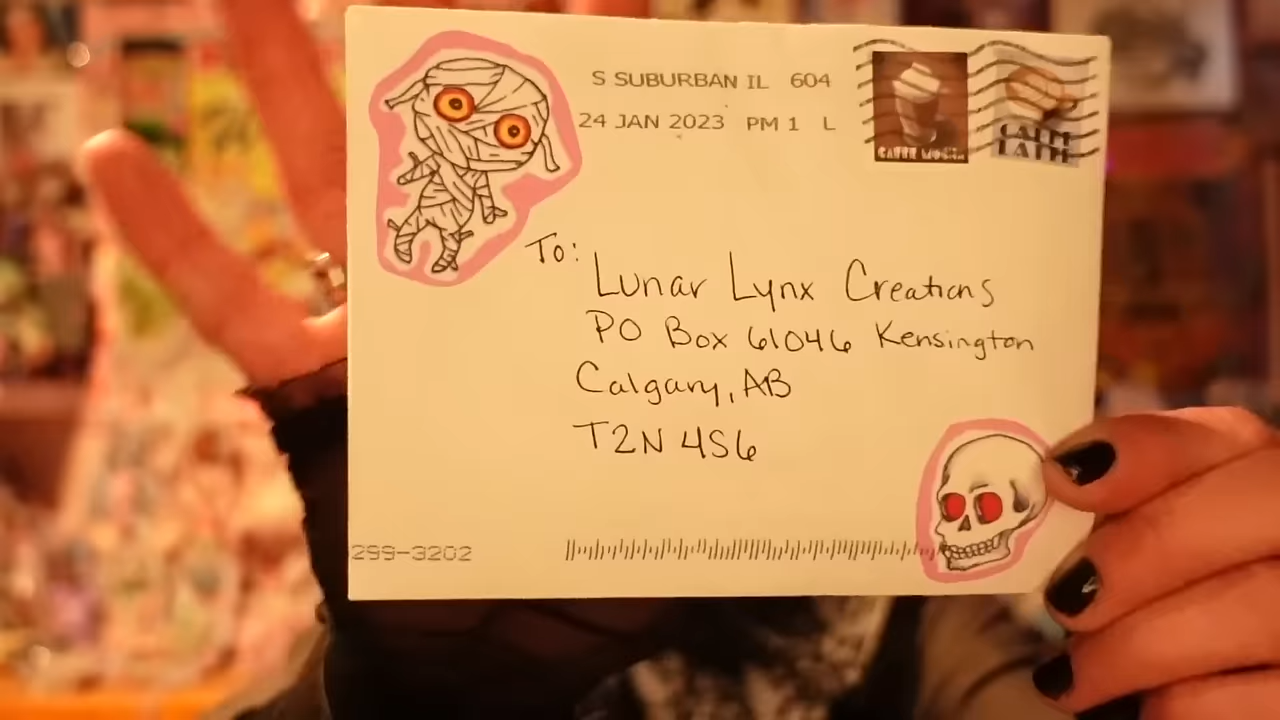 S SUBURBAN IL 604
24 JAN 2023 PM 1 L
CAFFE MOCHA
CAFFE
LATTE
To:
Lunar Lynx Creations
PO Box 61046 Kensington
Calgary, AB
T2N 4S6
299-3202